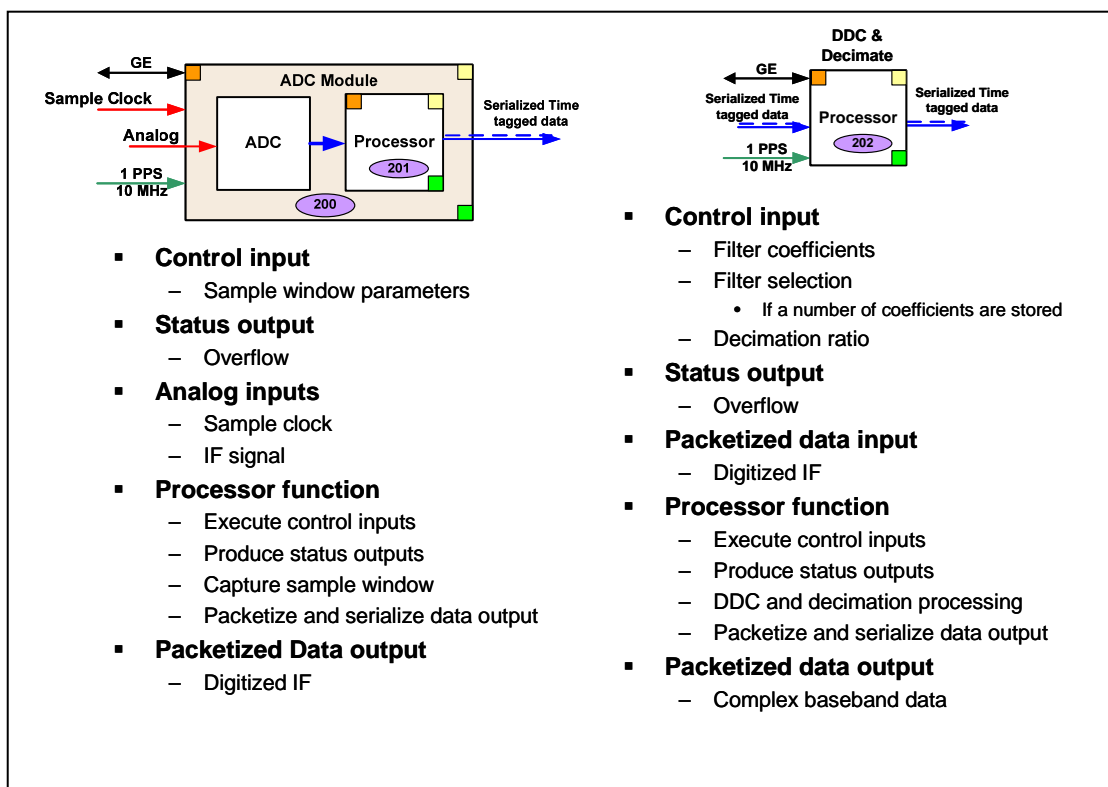 GE
Sample Clock
Analog
1 PPS
10 MHz
ADC Module
ADC
Processor
201
200
Serialized Time
tagged data
▪ Control input
– Sample window parameters
▪ Status output
– Overflow
▪ Analog inputs
– Sample clock
– IF signal
▪ Processor function
– Execute control inputs
– Produce status outputs
– Capture sample window
– Packetize and serialize data output
▪ Packetized Data output
– Digitized IF
DDC &
Decimate
GE
Serialized Time
tagged data
1 PPS
10 MHz
Processor
202
Serialized Time
tagged data
▪ Control input
– Filter coefficients
– Filter selection
• If a number of coefficients are stored
– Decimation ratio
▪ Status output
– Overflow
▪ Packetized data input
– Digitized IF
▪ Processor function
– Execute control inputs
– Produce status outputs
– DDC and decimation processing
– Packetize and serialize data output
▪ Packetized data output
– Complex baseband data